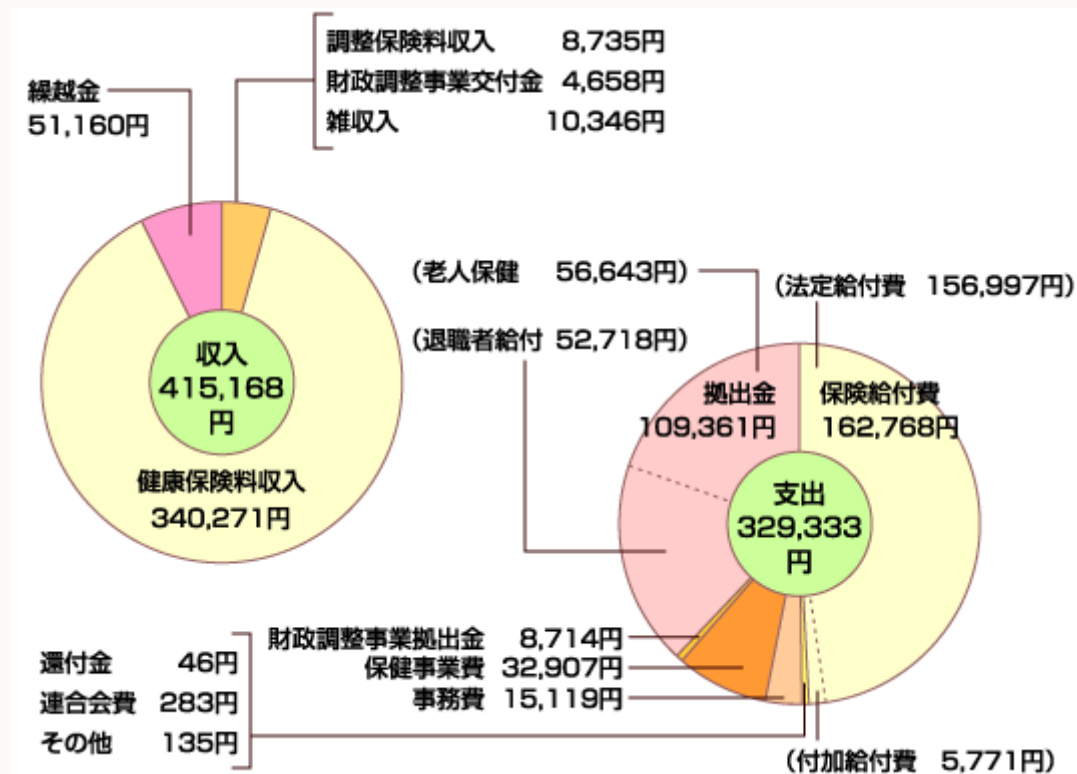 調整保険料収入 8,735円
財政調整事業交付金 4,658円
雑収入 10,346円
繰越金
51,160円
収入
415,168
円
健康保険料収入
340,271円
(老人保健 56,643円)
(退職者給付 52,718円)
(法定給付費 156,997円)
拠出金
109,361円
保険給付費
162,768円
支出
329,333
円
財政調整事業拠出金 8,714円
保健事業費 32,907円
事務費 15,119円
還付金 46円
連合会費 283円
その他 135円
(付加給付費 5,771円)